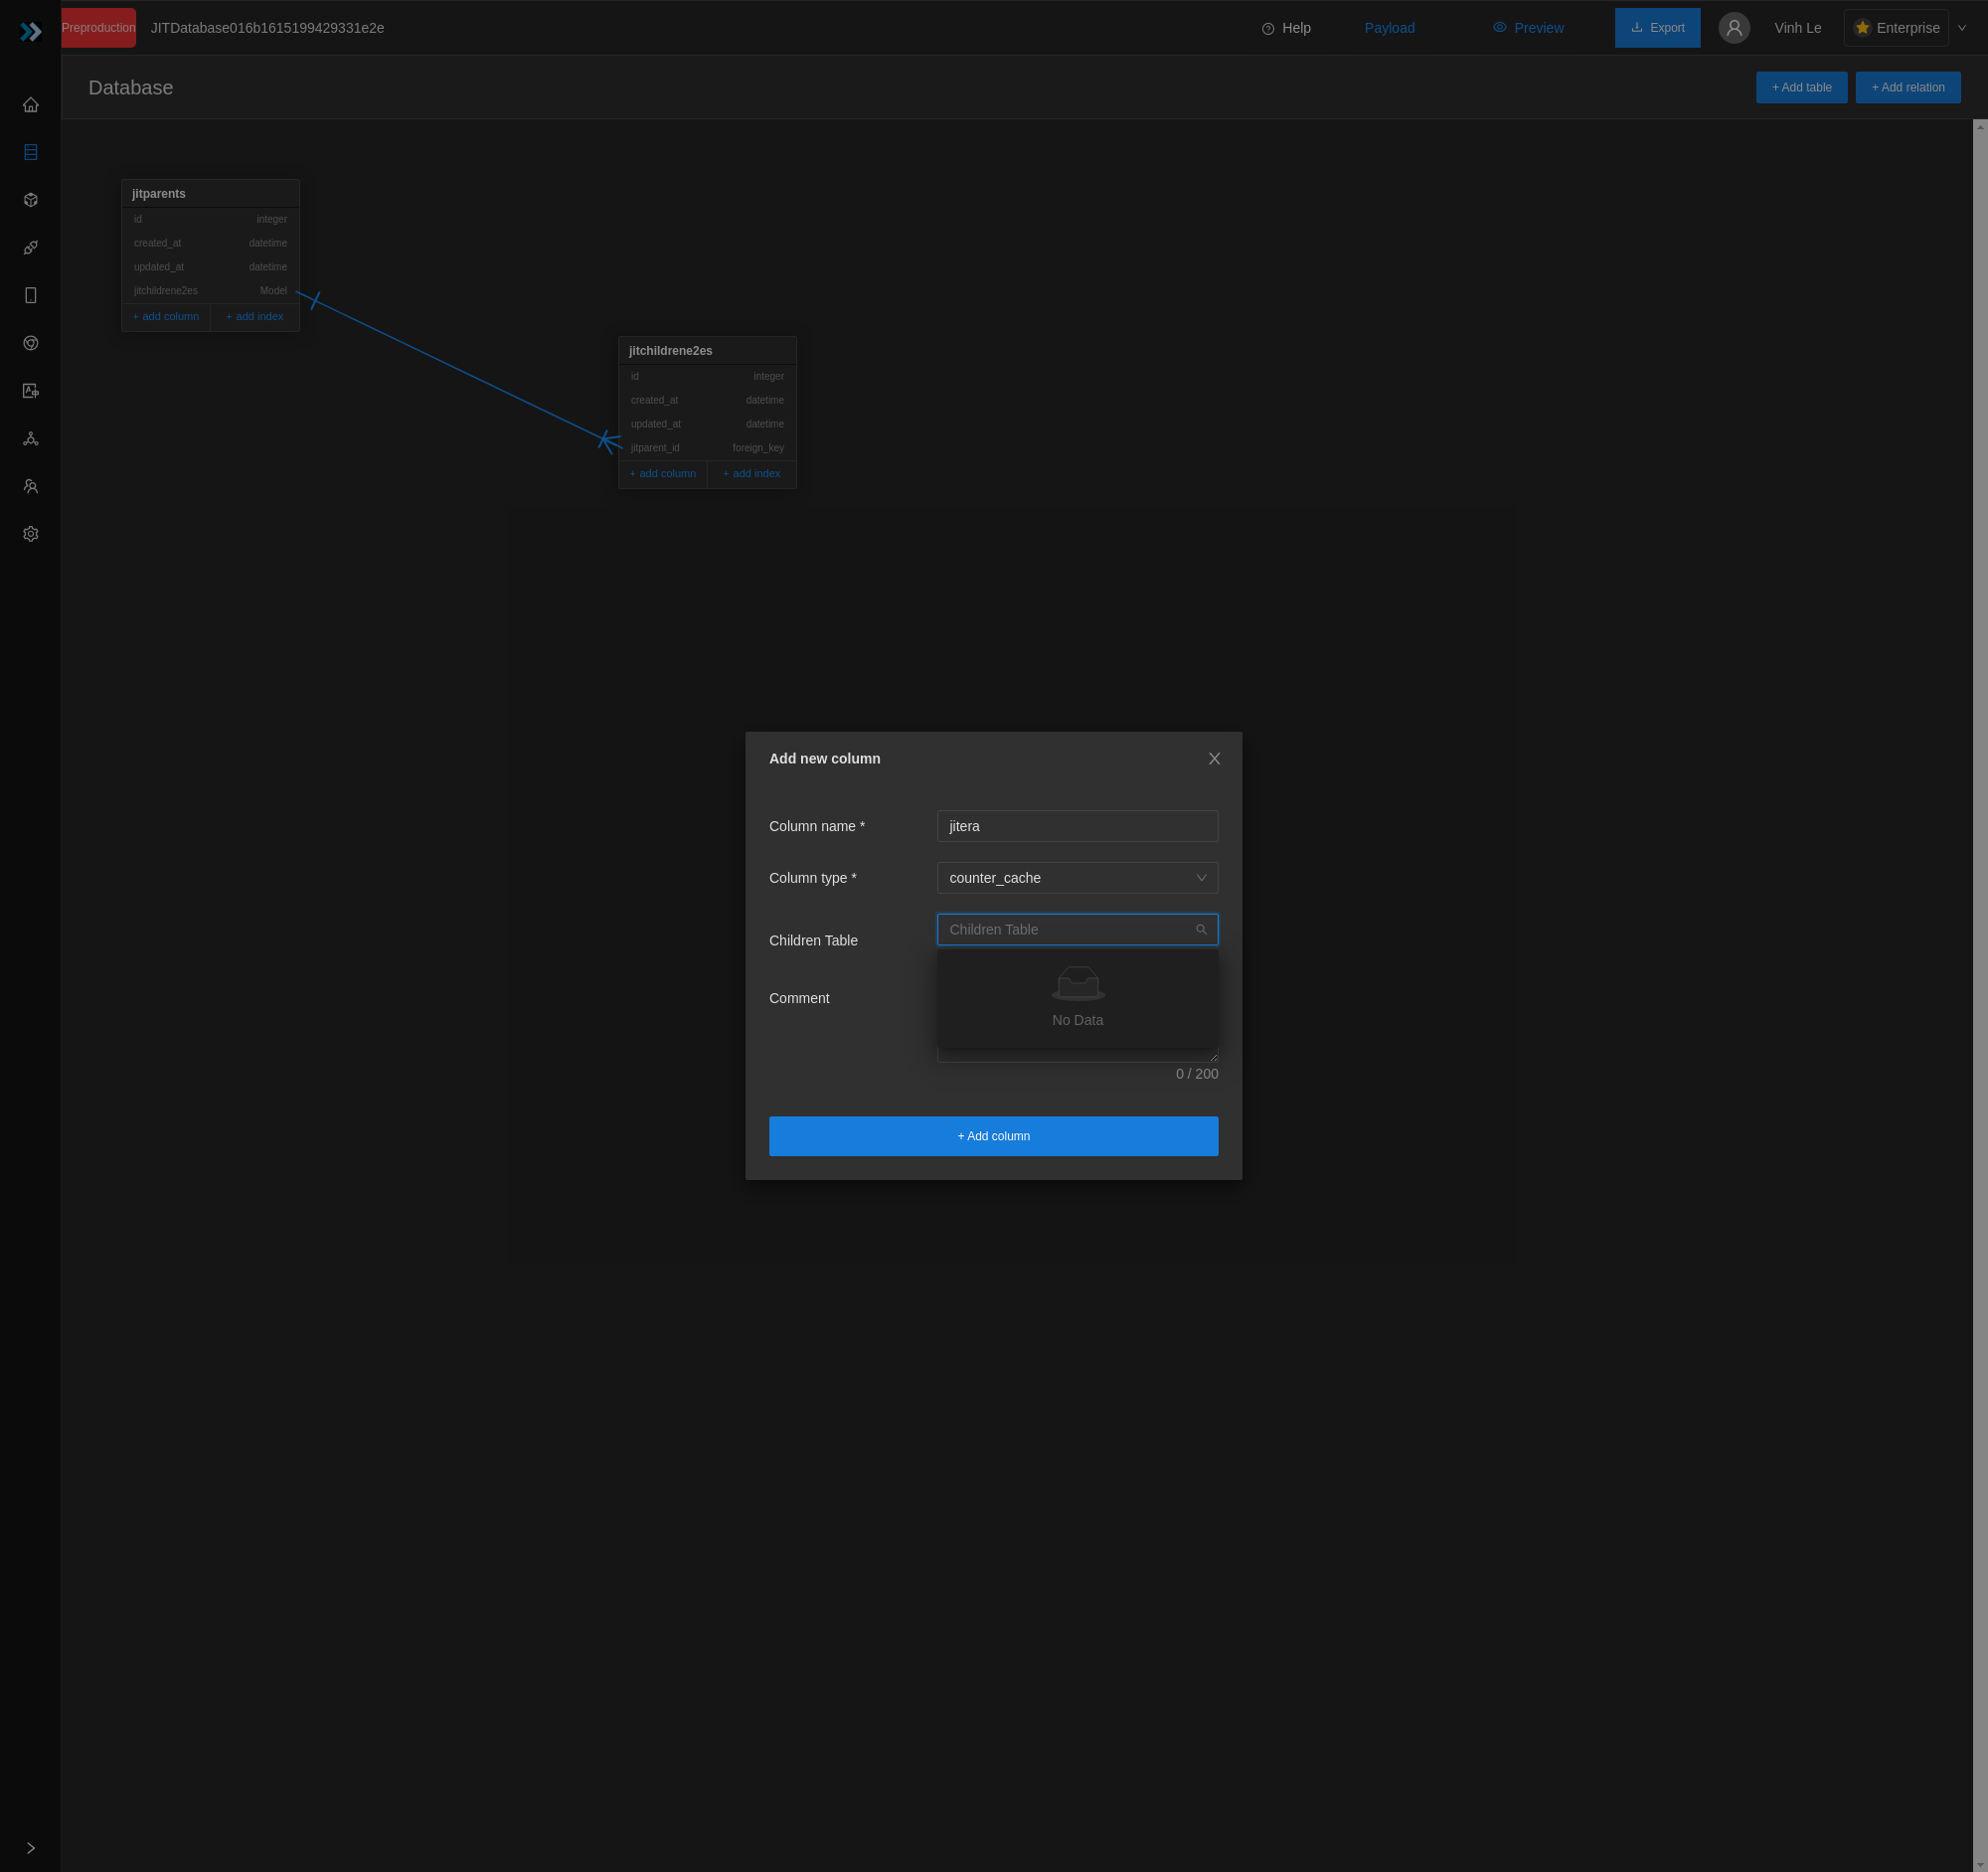 Preproduction JITDatabase016b1615199429331e2e Help Payload Preview Export Vinh Le Enterprise
Database + Add table + Add relation
jitparents
id integer
created_at datetime
updated_at datetime
jitchildrene2es Model
+ add column + add index
jitchildrene2es
id integer
created_at datetime
updated_at datetime
jitparent_id foreign_key
+ add column + add index
Add new column
Column name * jitera
Column type * counter_cache
Children Table Children Table
Comment
No Data
0 / 200
+ Add column